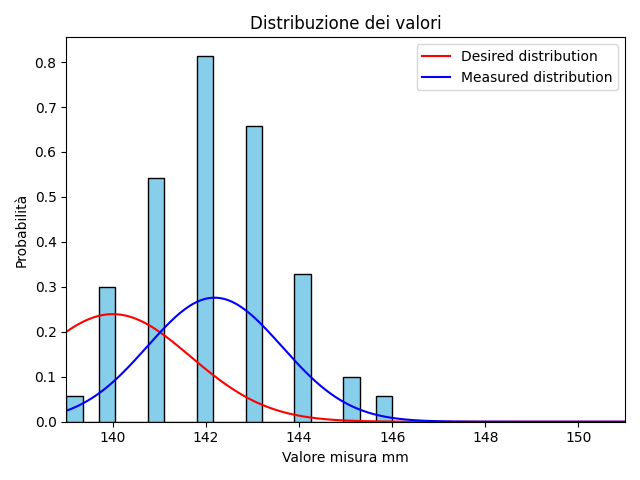 Distribuzione dei valori
Desired distribution
Measured distribution
Probabilità
0.8
0.7
0.6
0.5
0.4
0.3
0.2
0.1
0.0
140 142 144 146 148 150
Valore misura mm